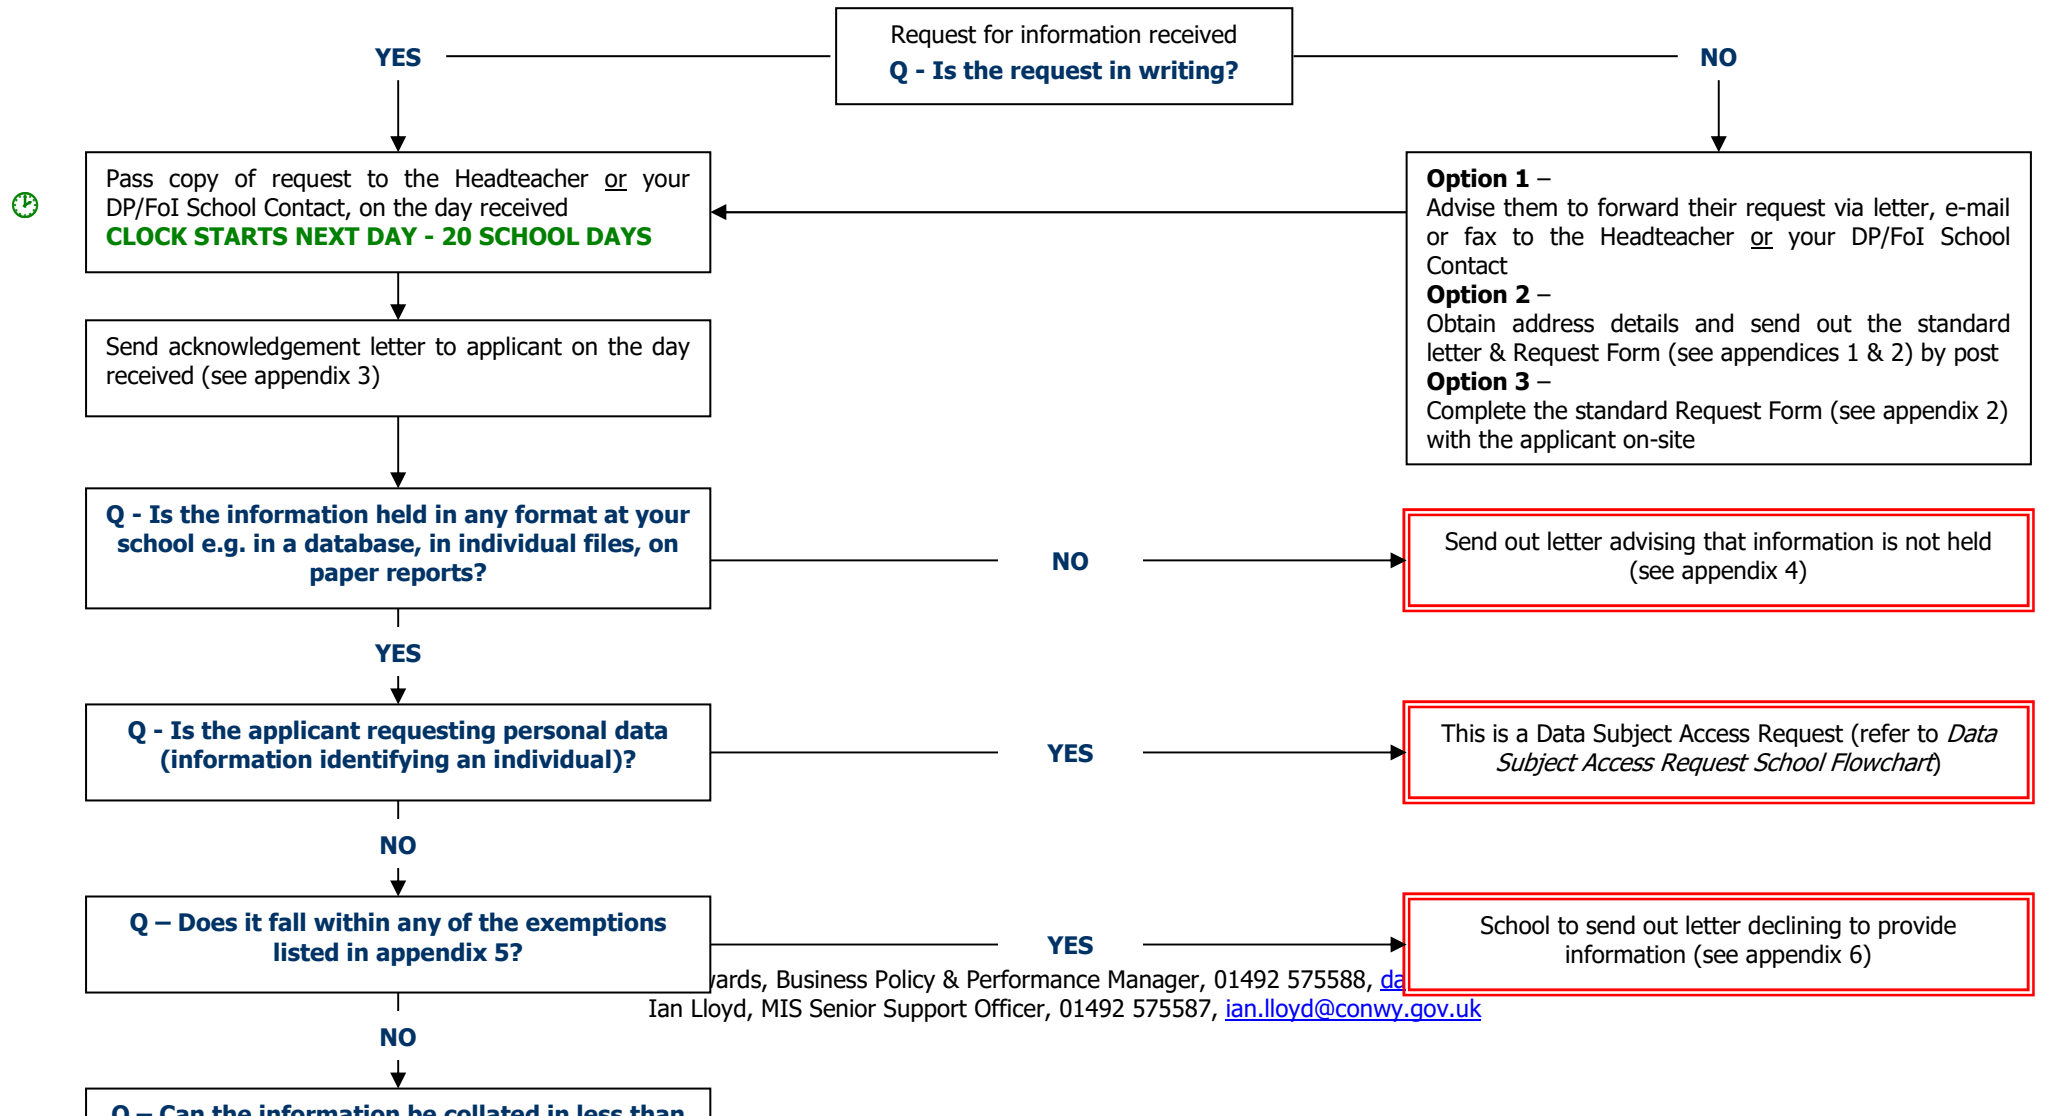 Request for information received
Q - Is the request in writing?
YES
NO
Pass copy of request to the Headteacher or your
DP/FoI School Contact, on the day received
CLOCK STARTS NEXT DAY - 20 SCHOOL DAYS
Option 1 –
Advise them to forward their request via letter, e-mail
or fax to the Headteacher or your DP/FoI School
Contact
Option 2 –
Obtain address details and send out the standard
letter & Request Form (see appendices 1 & 2) by post
Option 3 –
Complete the standard Request Form (see appendix 2)
with the applicant on-site
Send acknowledgement letter to applicant on the day
received (see appendix 3)
Q - Is the information held in any format at your
school e.g. in a database, in individual files, on
paper reports?
NO
Send out letter advising that information is not held
(see appendix 4)
YES
Q - Is the applicant requesting personal data
(information identifying an individual)?
YES
This is a Data Subject Access Request (refer to Data
Subject Access Request School Flowchart)
NO
Q – Does it fall within any of the exemptions
listed in appendix 5?
YES
School to send out letter declining to provide
information (see appendix 6)
Business Policy & Performance Manager, 01492 575588,
Ian Lloyd, MIS Senior Support Officer, 01492 575587, ian.lloyd@conwy.gov.uk
NO
Q – Can the information be collated in less than